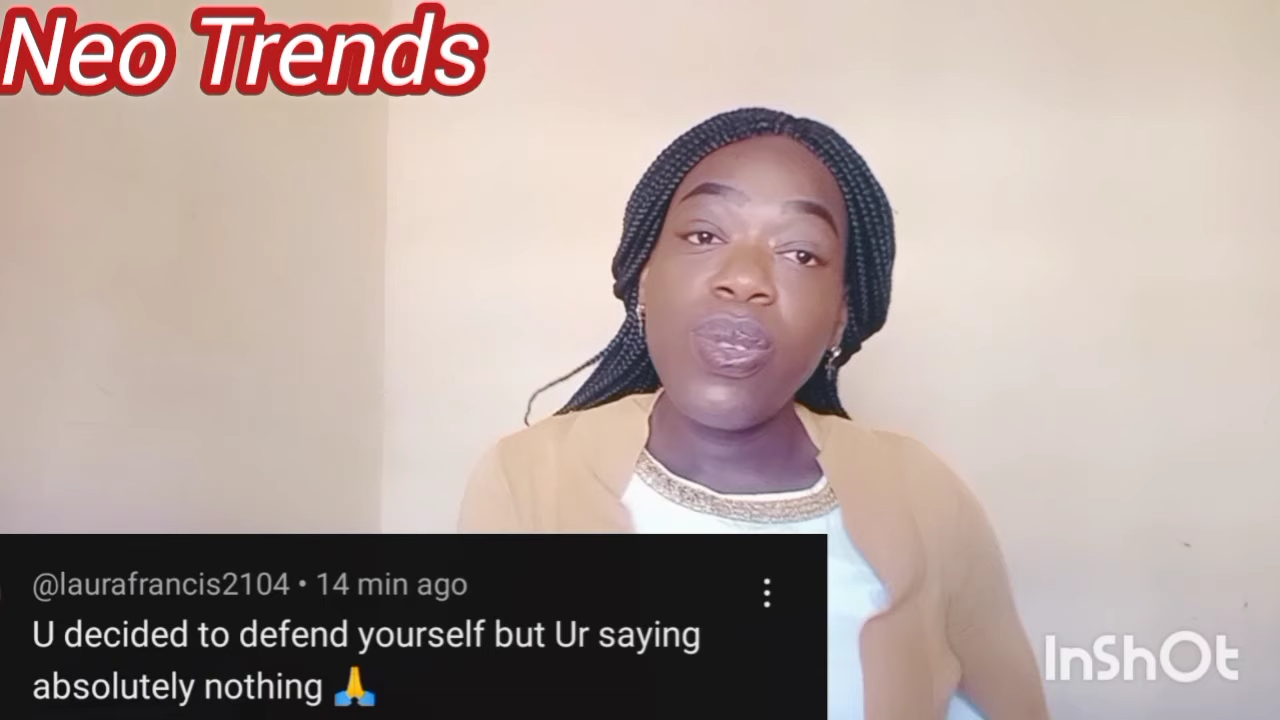 Neo Trends
@laurafrancis2104 • 14 min ago
U decided to defend yourself but Ur saying
absolutely nothing 🙏
InShOt